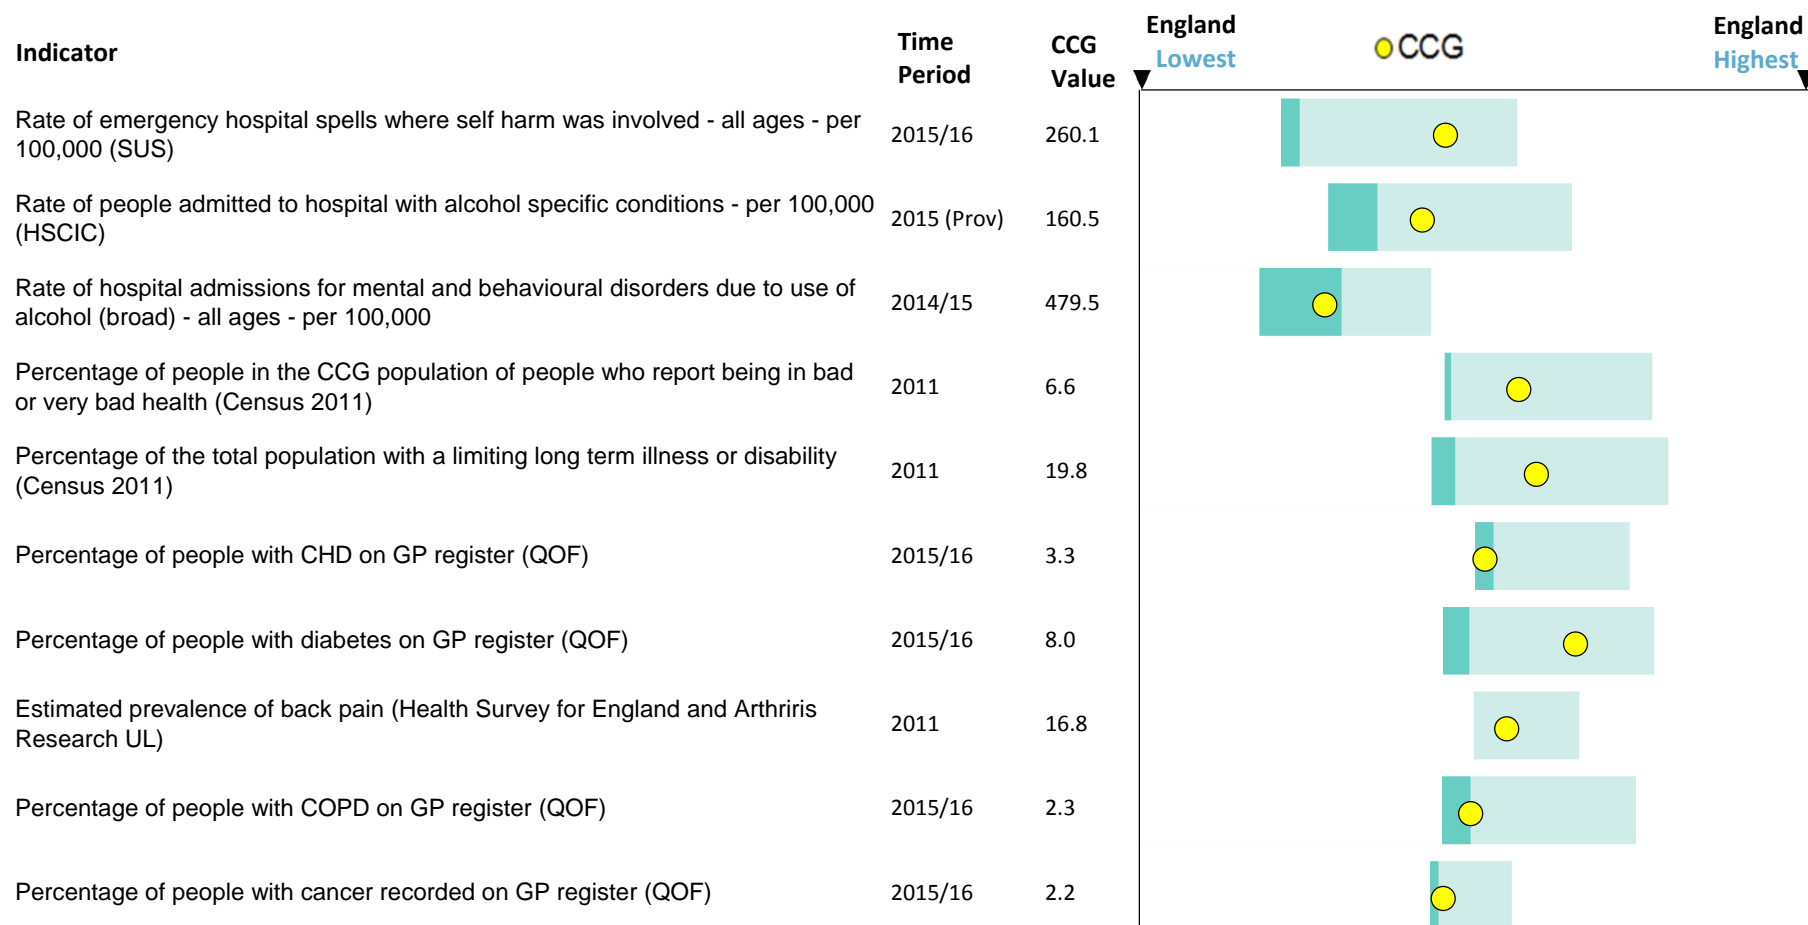 Indicator
Time
Period
CCG
Value
England
Lowest
CCG
England
Highest
Rate of emergency hospital spells where self harm was involved - all ages - per
100,000 (SUS)
2015/16
260.1
Rate of people admitted to hospital with alcohol specific conditions - per 100,000
(HSCIC)
2015 (Prov)
160.5
Rate of hospital admissions for mental and behavioural disorders due to use of
alcohol (broad) - all ages - per 100,000
2014/15
479.5
Percentage of people in the CCG population of people who report being in bad
or very bad health (Census 2011)
2011
6.6
Percentage of the total population with a limiting long term illness or disability
(Census 2011)
2011
19.8
Percentage of people with CHD on GP register (QOF)
2015/16
3.3
Percentage of people with diabetes on GP register (QOF)
2015/16
8.0
Estimated prevalence of back pain (Health Survey for England and Arthriris
Research UL)
2011
16.8
Percentage of people with COPD on GP register (QOF)
2015/16
2.3
Percentage of people with cancer recorded on GP register (QOF)
2015/16
2.2